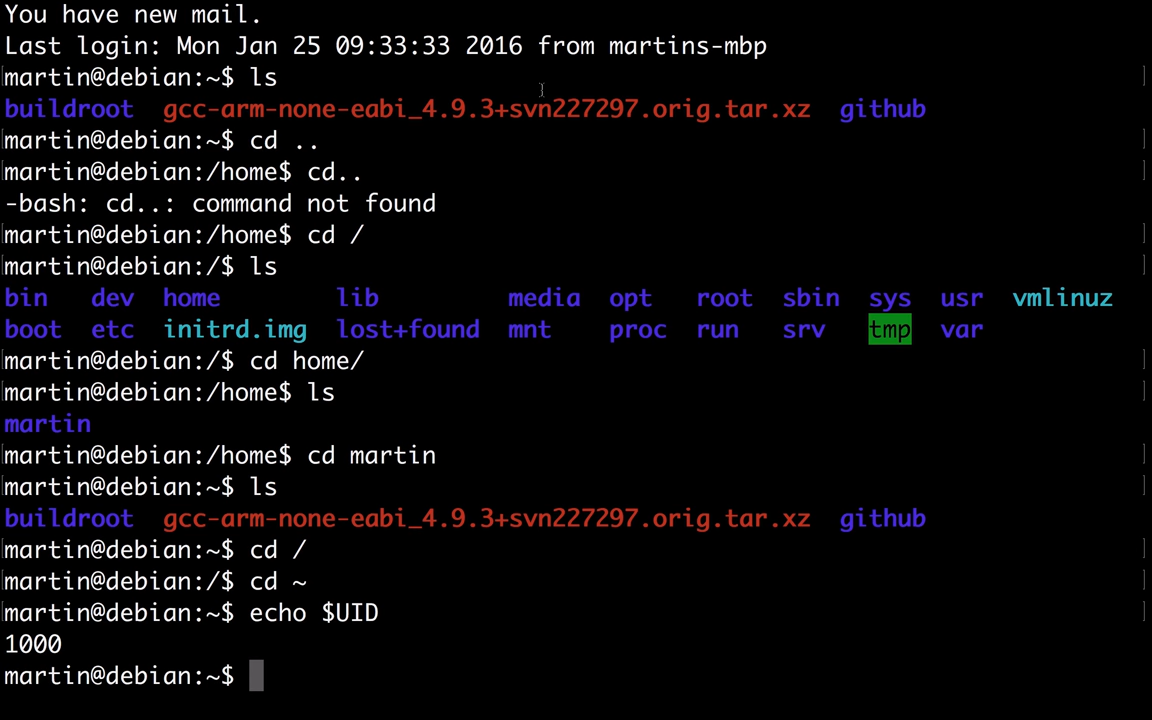 You have new mail.
Last login: Mon Jan 25 09:33:33 2016 from martins-mbp
martin@debian:~$ ls
buildroot  gcc-arm-none-eabi_4.9.3+svn227297.orig.tar.xz  github
martin@debian:~$ cd ..
martin@debian:/home$ cd..
-bash: cd..: command not found
martin@debian:/home$ cd /
martin@debian:/$ ls
bin   dev  home        lib         media  opt   root  sbin  sys  usr  vmlinuz
boot  etc  initrd.img  lost+found  mnt    proc  run   srv   tmp  var
martin@debian:/$ cd home/
martin@debian:/home$ ls
martin
martin@debian:/home$ cd martin
martin@debian:~$ ls
buildroot  gcc-arm-none-eabi_4.9.3+svn227297.orig.tar.xz  github
martin@debian:~$ cd /
martin@debian:/$ cd ~
martin@debian:~$ echo $UID
1000
martin@debian:~$